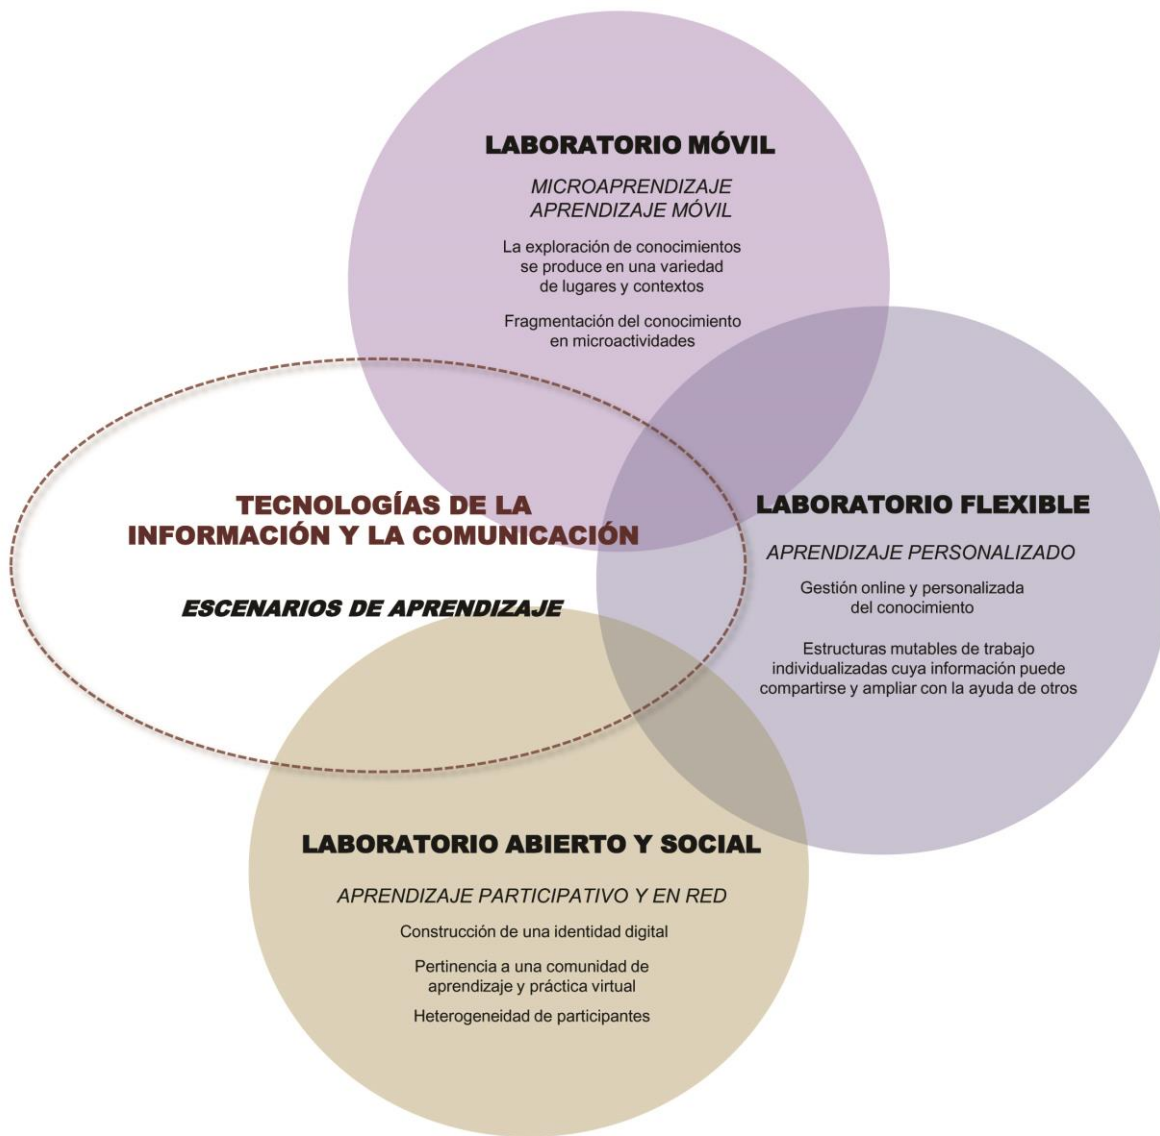 LABORATORIO MÓVIL
MICROAPRENDIZAJE
APRENDIZAJE MÓVIL
La exploración de conocimientos
se produce en una variedad
de lugares y contextos
Fragmentación del conocimiento
en microactividades
TECNOLOGÍAS DE LA
INFORMACIÓN Y LA COMUNICACIÓN
ESCENARIOS DE APRENDIZAJE
LABORATORIO FLEXIBLE
APRENDIZAJE PERSONALIZADO
Gestión online y personalizada
del conocimiento
Estructuras mutables de trabajo
individualizadas cuya información puede
compartirse y ampliar con la ayuda de otros
LABORATORIO ABIERTO Y SOCIAL
APRENDIZAJE PARTICIPATIVO Y EN RED
Construcción de una identidad digital
Pertinencia a una comunidad de
aprendizaje y práctica virtual
Heterogeneidad de participantes